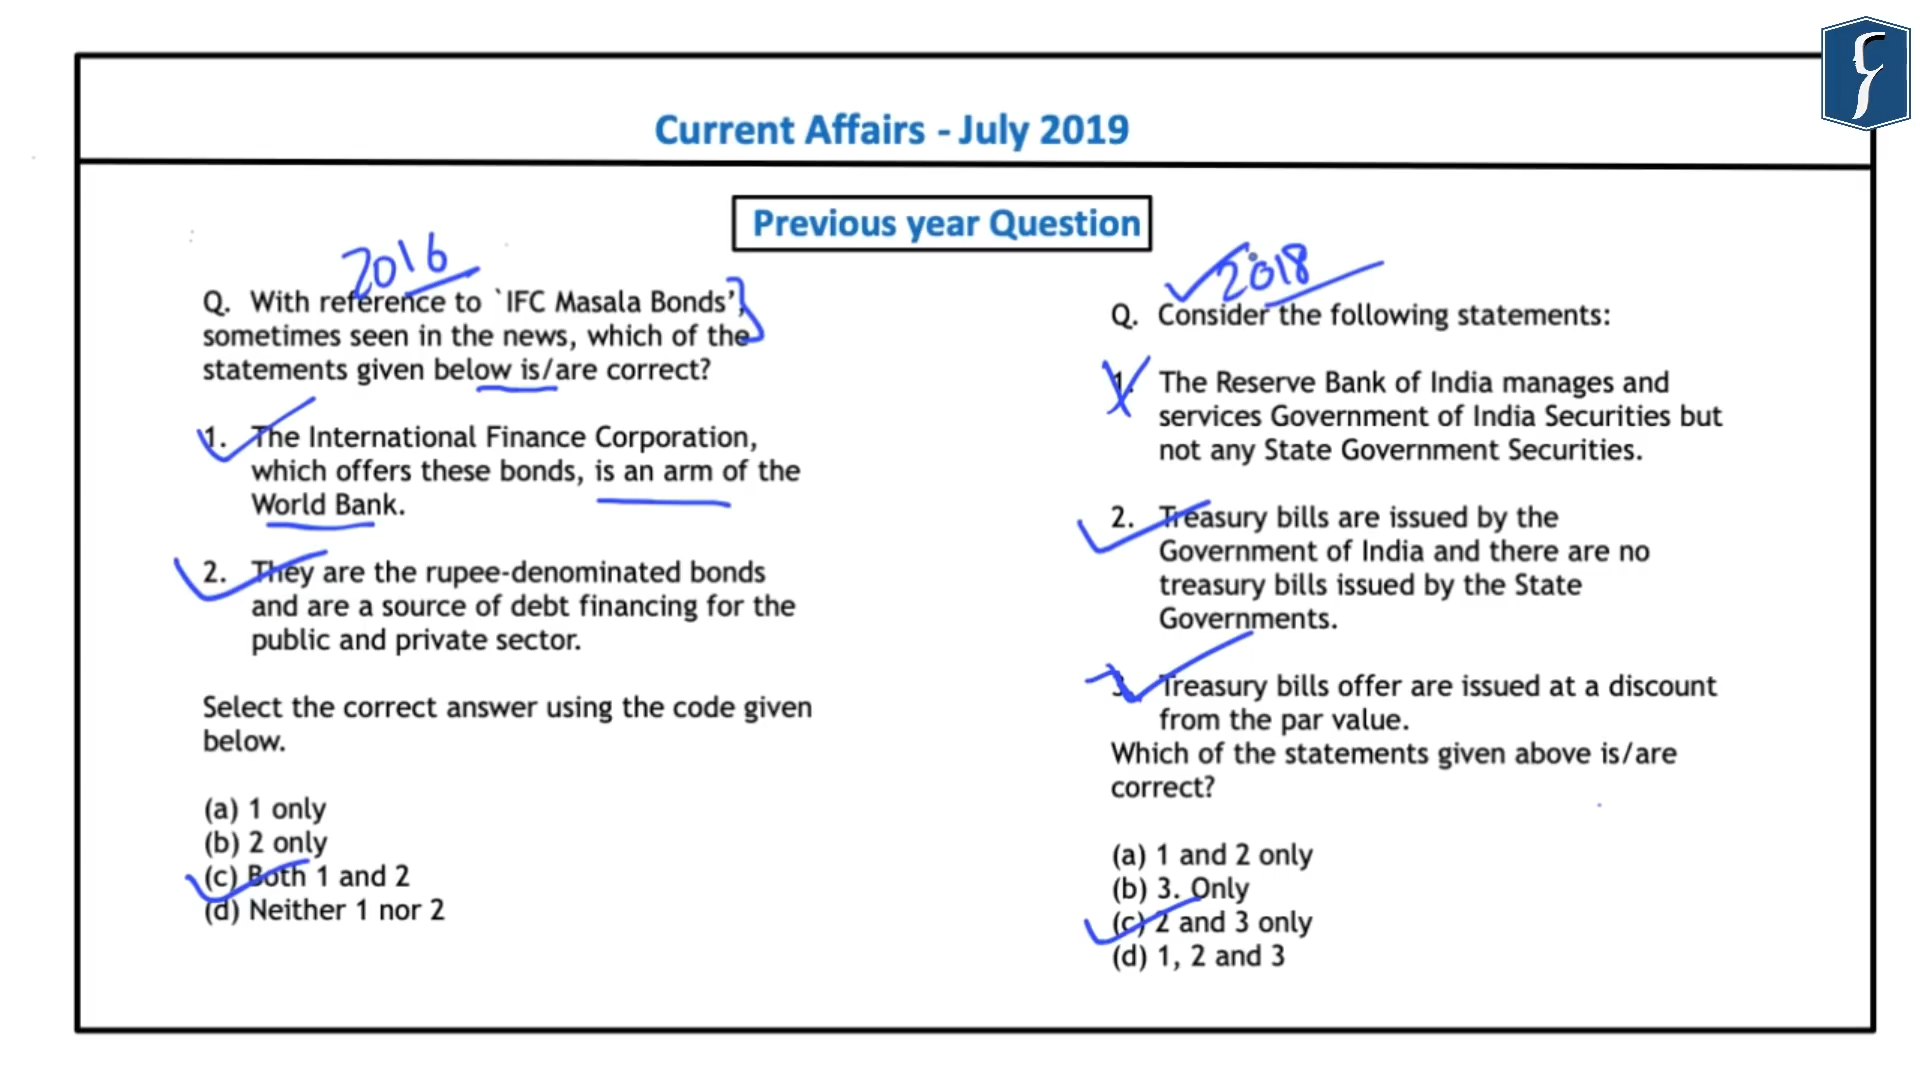 Current Affairs - July 2019
Previous year Question
2016
Q. With reference to `IFC Masala Bonds',
sometimes seen in the news, which of the
statements given below is/are correct?
1. The International Finance Corporation,
which offers these bonds, is an arm of the
World Bank.
2. They are the rupee-denominated bonds
and are a source of debt financing for the
public and private sector.
Select the correct answer using the code given
below.
(a) 1 only
(b) 2 only
(c) Both 1 and 2
(d) Neither 1 nor 2
2018
Q. Consider the following statements:
1. The Reserve Bank of India manages and
services Government of India Securities but
not any State Government Securities.
2. Treasury bills are issued by the
Government of India and there are no
treasury bills issued by the State
Governments.
3. Treasury bills offer are issued at a discount
from the par value.
Which of the statements given above is/are
correct?
(a) 1 and 2 only
(b) 3. Only
(c) 2 and 3 only
(d) 1, 2 and 3